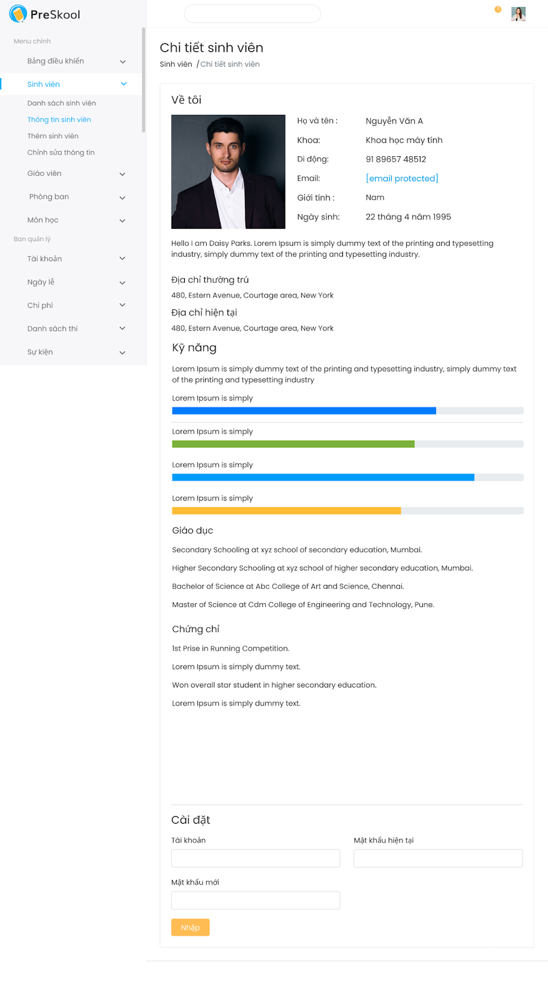 PreSkool
3
Menu chính
Bảng điều khiển
Sinh viên
Danh sách sinh viên
Thông tin sinh viên
Thêm sinh viên
Chỉnh sửa thông tin
Giáo viên
Phòng ban
Môn học
Ban quản lý
Tài khoản
Ngày lễ
Chi phí
Danh sách thi
Sự kiện
Chi tiết sinh viên
Sinh viên / Chi tiết sinh viên
Về tôi
Họ và tên : Nguyễn Văn A
Khoa: Khoa học máy tính
Di động: 91 89657 48512
Email: [email protected]
Giới tính : Nam
Ngày sinh: 22 tháng 4 năm 1995
Hello I am Daisy Parks. Lorem Ipsum is simply dummy text of the printing and typesetting
industry, simply dummy text of the printing and typesetting industry.
Địa chỉ thường trú
480, Estern Avenue, Courtage area, New York
Địa chỉ hiện tại
480, Estern Avenue, Courtage area, New York
Kỹ năng
Lorem Ipsum is simply dummy text of the printing and typesetting industry, simply dummy text
of the printing and typesetting industry
Lorem Ipsum is simply
Lorem Ipsum is simply
Lorem Ipsum is simply
Lorem Ipsum is simply
Giáo dục
Secondary Schooling at xyz school of secondary education, Mumbai.
Higher Secondary Schooling at xyz school of higher secondary education, Mumbai.
Bachelor of Science at Abc College of Art and Science, Chennai.
Master of Science at Cdm College of Engineering and Technology, Pune.
Chứng chỉ
1st Prise in Running Competition.
Lorem Ipsum is simply dummy text.
Won overall star student in higher secondary education.
Lorem Ipsum is simply dummy text.
Cài đặt
Tài khoản
Mật khẩu hiện tại
Mật khẩu mới
Nhập